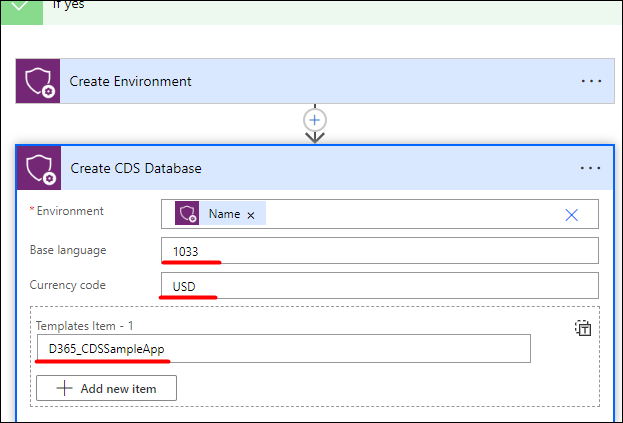 If yes
Create Environment
Create CDS Database
* Environment
Name ×
Base language
1033
Currency code
USD
Templates Item - 1
D365_CDSSampleApp
Add new item